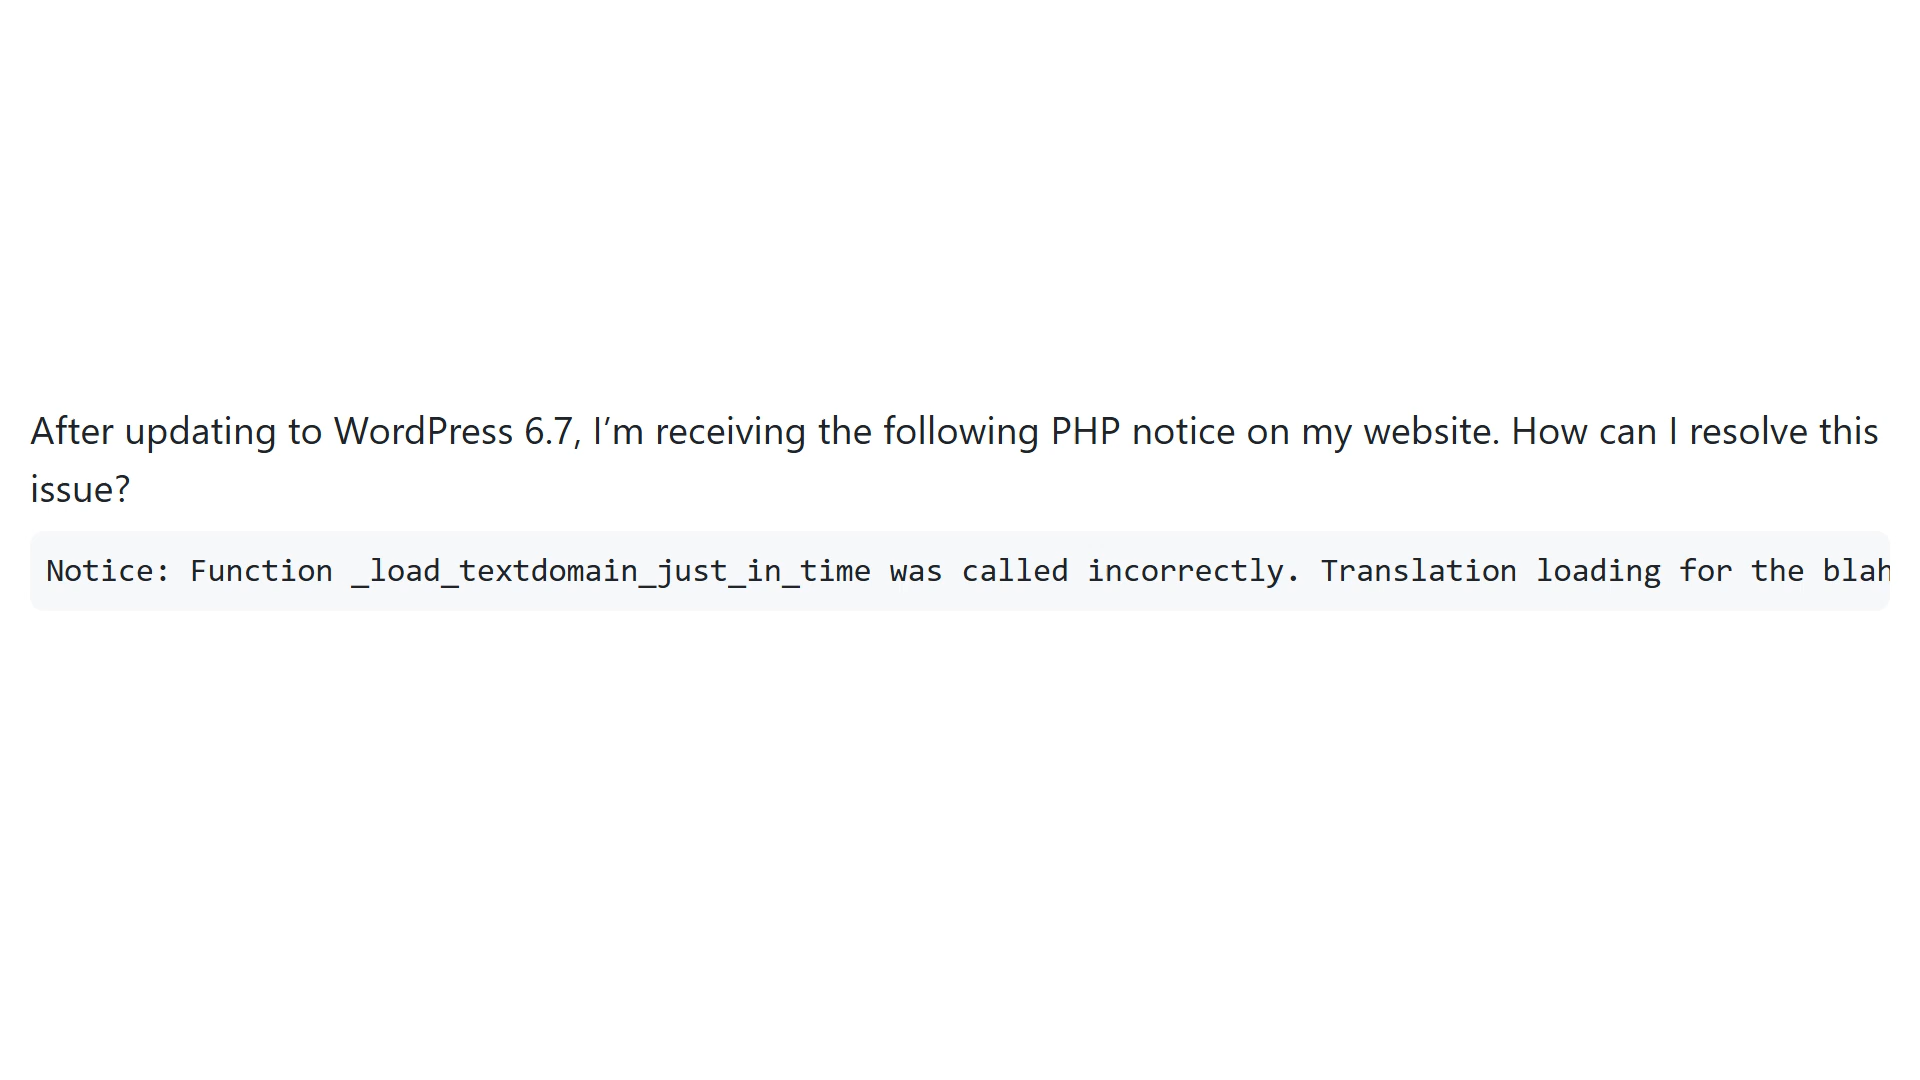 After updating to WordPress 6.7, I’m receiving the following PHP notice on my website. How can I resolve this
issue?
Notice: Function _load_textdomain_just_in_time was called incorrectly. Translation loading for the blah